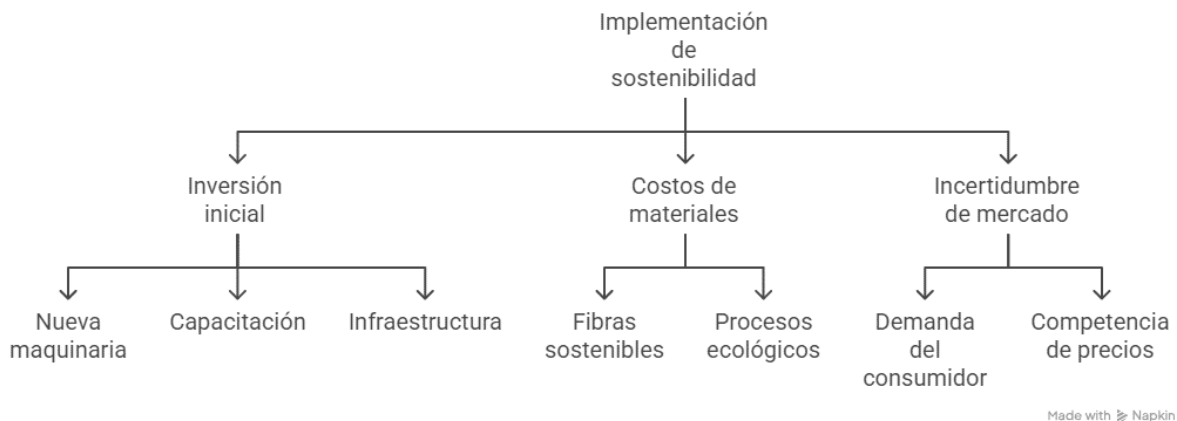 Implementación
de
sostenibilidad
Inversión
inicial
Costos de
materiales
Incertidumbre
de mercado
Nueva
maquinaria
Capacitación
Infraestructura
Fibras
sostenibles
Procesos
ecológicos
Demanda
del
consumidor
Competencia
de precios
Made with Napkin